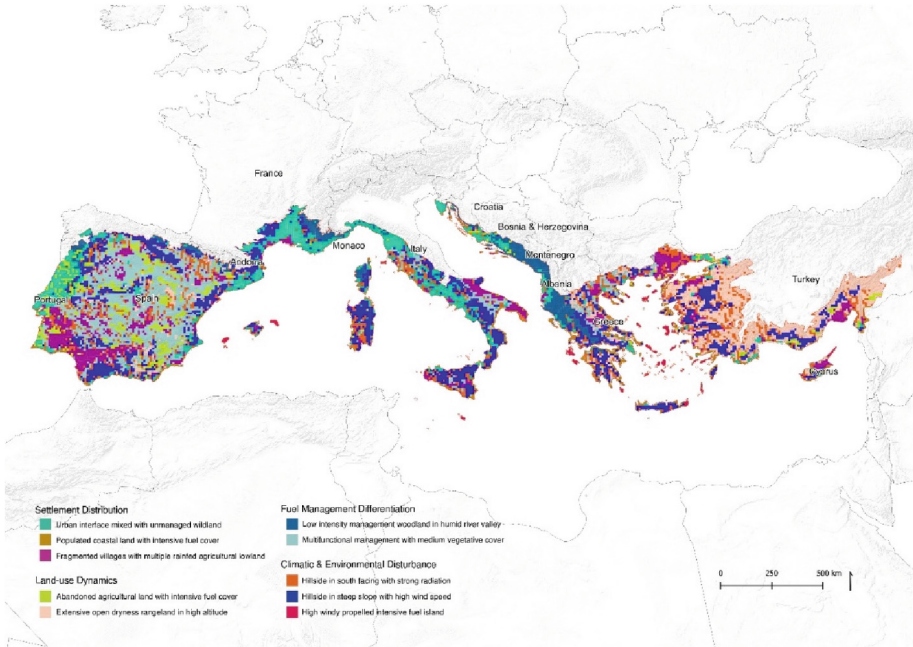 France
Croatia
Bosnia & Herzegovina
Monaco
Italy
Montenegro
Andorra
Albania
Turkey
Portugal
Spain
Greece
Cyprus
Settlement Distribution
Urban interface mixed with unmanaged wildland
Populated coastal land with intensive fuel cover
Fragmented villages with multiple rainfed agricultural lowland
Land-use Dynamics
Abandoned agricultural land with intensive fuel cover
Extensive open dryness rangeland in high altitude
Fuel Management Differentiation
Low intensity management woodland in humid river valley
Multifunctional management with medium vegetative cover
Climatic & Environmental Disturbance
Hillside in south facing with strong radiation
Hillside in steep slope with high wind speed
High windy propelled intensive fuel island
0 250 500 km